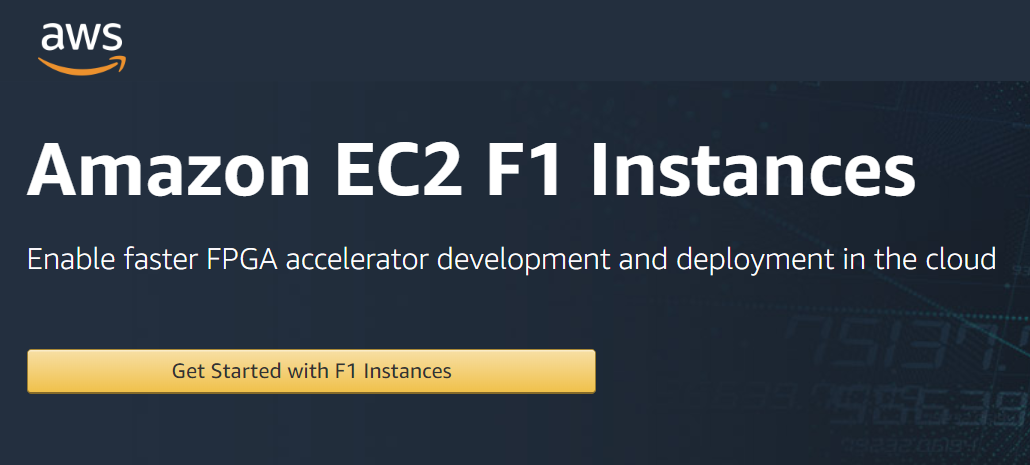 aws
Amazon EC2 F1 Instances
Enable faster FPGA accelerator development and deployment in the cloud
Get Started with F1 Instances